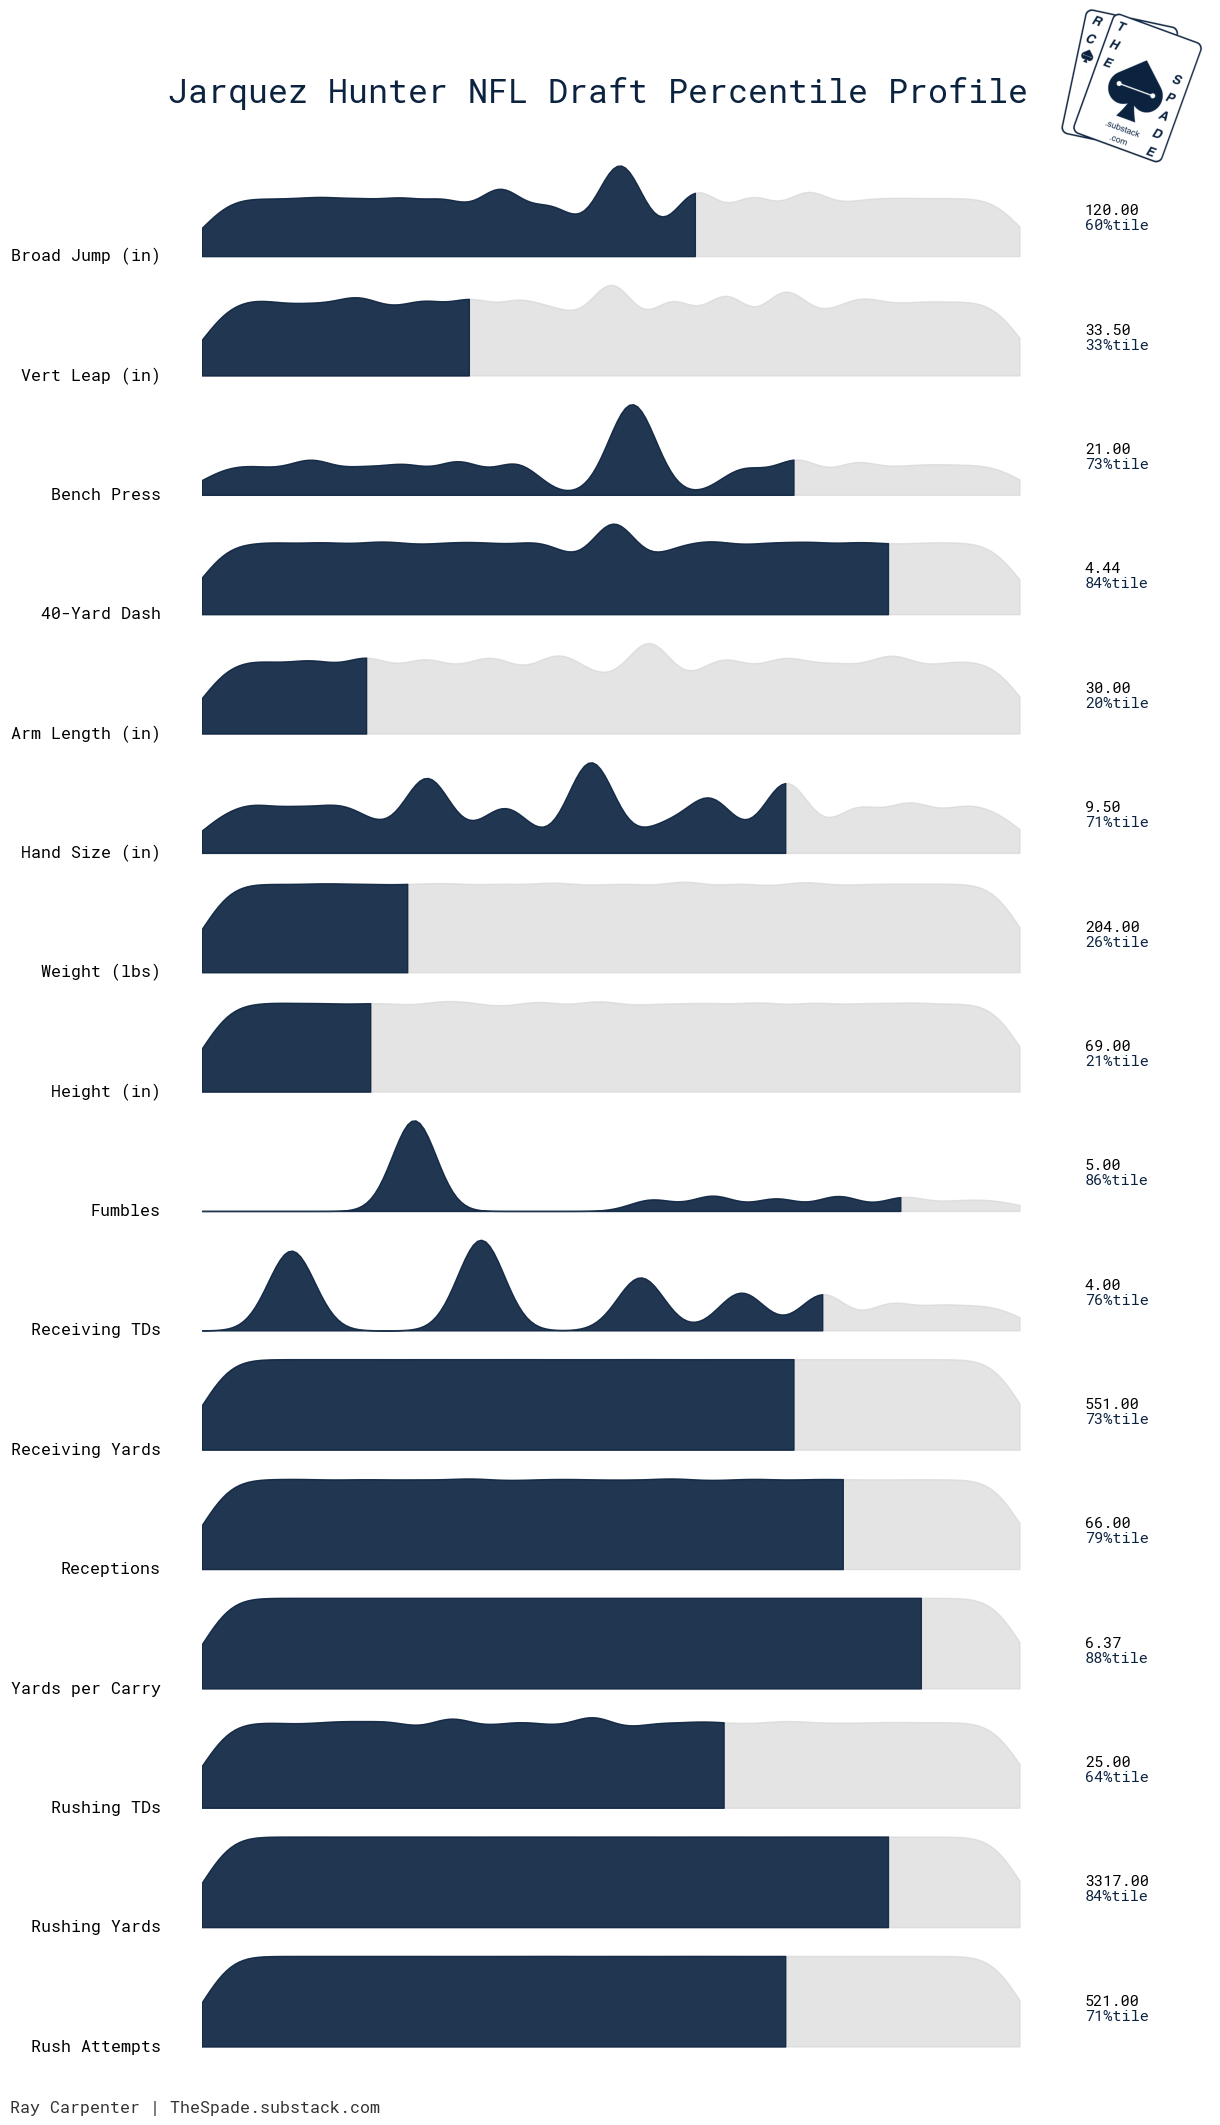 RC
THE
SPADE
.substack
.com
Jarquez Hunter NFL Draft Percentile Profile
Broad Jump (in)
120.00
60%tile
Vert Leap (in)
33.50
33%tile
Bench Press
21.00
73%tile
40-Yard Dash
4.44
84%tile
Arm Length (in)
30.00
20%tile
Hand Size (in)
9.50
71%tile
Weight (lbs)
204.00
26%tile
Height (in)
69.00
21%tile
Fumbles
5.00
86%tile
Receiving TDs
4.00
76%tile
Receiving Yards
551.00
73%tile
Receptions
66.00
79%tile
Yards per Carry
6.37
88%tile
Rushing TDs
25.00
64%tile
Rushing Yards
3317.00
84%tile
Rush Attempts
521.00
71%tile
Ray Carpenter | TheSpade.substack.com